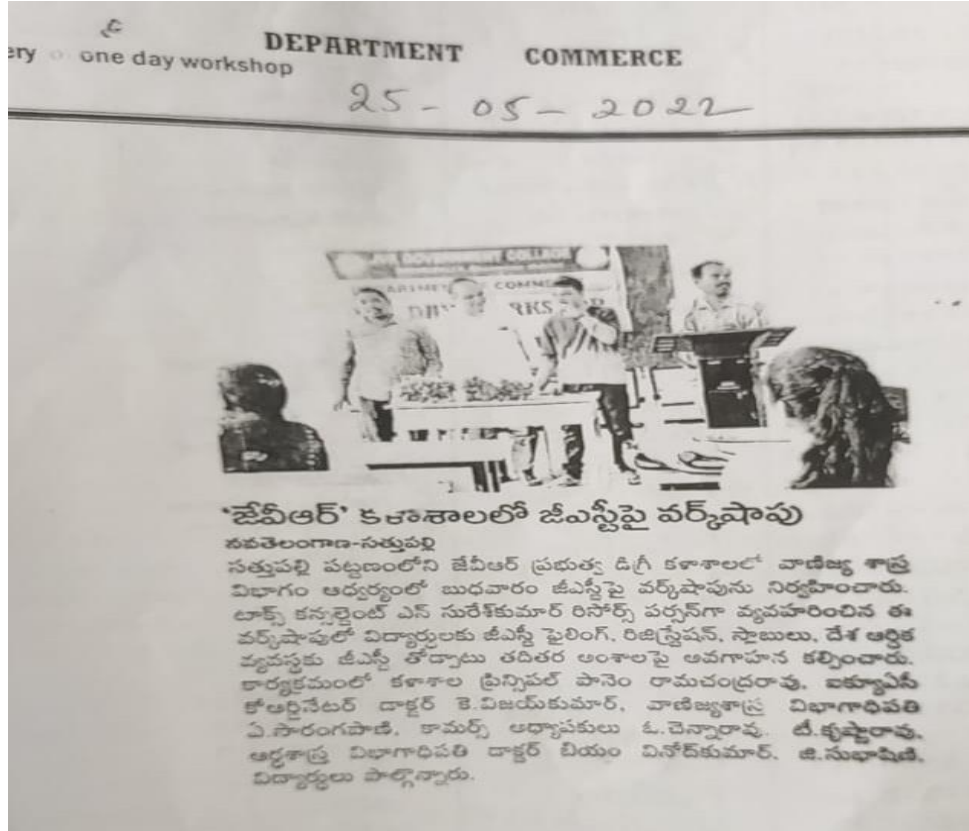 DEPARTMENT COMMERCE
one day workshop
25-05-2022
GOVERNMENT COLLEGE
'జేవీఆర్' కళాశాలలో జీఎస్టీపై వర్క్‌షాపు
నవతెలంగాణ-సత్తుపల్లి
సత్తుపల్లి పట్టణంలోని జేవీఆర్ ప్రభుత్వ డిగ్రీ కళాశాలలో వాణిజ్య శాస్త్ర
విభాగం ఆధ్వర్యంలో బుధవారం జీఎస్టీపై వర్క్‌షాపును నిర్వహించారు.
టాక్స్ కన్సల్టెంట్ ఎన్ సురేశ్‌కుమార్ రిసోర్స్ పర్సన్‌గా వ్యవహరించిన ఈ
వర్క్‌షాపులో విద్యార్థులకు జీఎస్టీ ఫైలింగ్, రిజిస్ట్రేషన్, స్లాబులు, దేశ ఆర్థిక
వ్యవస్థకు జీఎస్టీ తోడ్పాటు తదితర అంశాలపై అవగాహన కల్పించారు.
కార్యక్రమంలో కళాశాల ప్రిన్సిపల్ పానెం రామచంద్రరావు, ఐక్యూఏసీ
కోఆర్డినేటర్ డాక్టర్ కె.విజయ్‌కుమార్, వాణిజ్యశాస్త్ర విభాగాధిపతి
ఏ.సారంగపాణి, కామర్స్ అధ్యాపకులు ఓ.చెన్నారావు, టీ.కృష్ణారావు,
అర్థశాస్త్ర విభాగాధిపతి డాక్టర్ బీయం వినోద్‌కుమార్, జి.సుభాషిణి,
విద్యార్థులు పాల్గొన్నారు.